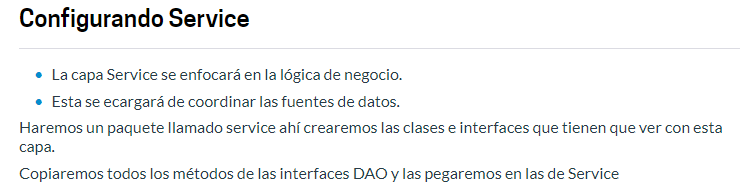 Configurando Service
La capa Service se enfocará en la lógica de negocio.
Esta se ecargará de coordinar las fuentes de datos.
Haremos un paquete llamado service ahí crearemos las clases e interfaces que tienen que ver con esta
capa.
Copiaremos todos los métodos de las interfaces DAO y las pegaremos en las de Service